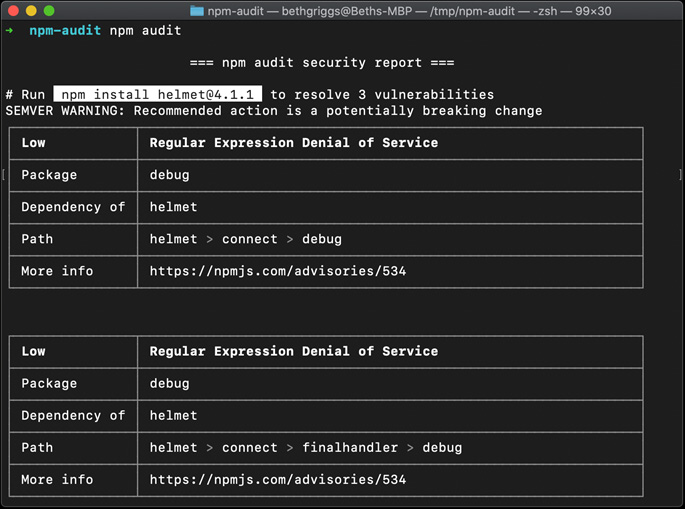 npm-audit — bethgriggs@Beths-MBP — /tmp/npm-audit — -zsh — 99×30
➜ npm-audit npm audit
=== npm audit security report ===
# Run npm install helmet@4.1.1 to resolve 3 vulnerabilities
SEMVER WARNING: Recommended action is a potentially breaking change
Low Regular Expression Denial of Service
Package debug
Dependency of helmet
Path helmet > connect > debug
More info https://npmjs.com/advisories/534
Low Regular Expression Denial of Service
Package debug
Dependency of helmet
Path helmet > connect > finalhandler > debug
More info https://npmjs.com/advisories/534